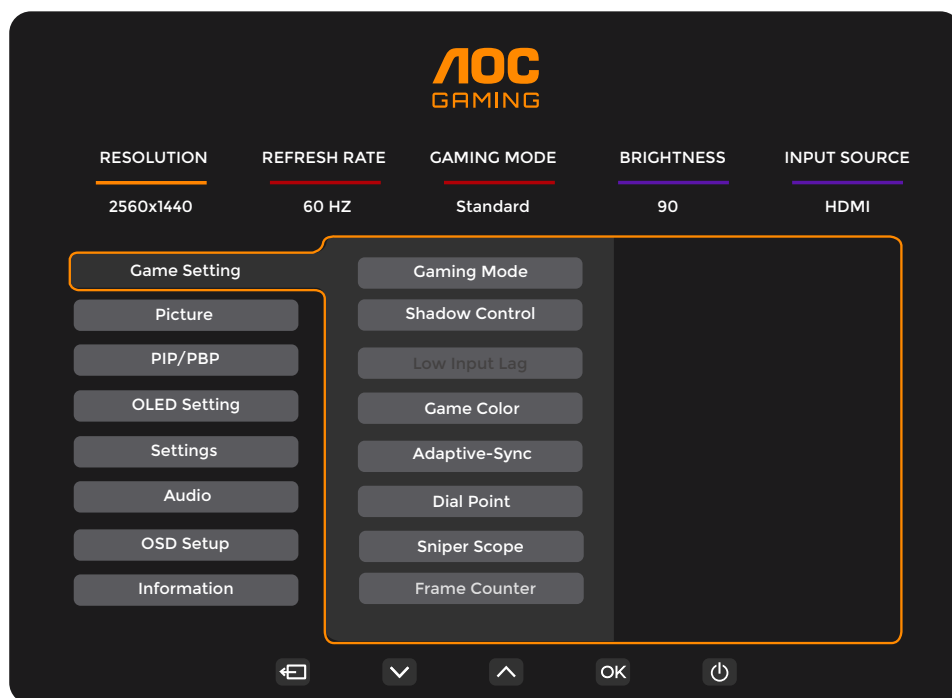 AOC
GAMING
RESOLUTION REFRESH RATE GAMING MODE BRIGHTNESS INPUT SOURCE
2560x1440 60 HZ Standard 90 HDMI
Game Setting
Picture
PIP/PBP
OLED Setting
Settings
Audio
OSD Setup
Information
Gaming Mode
Shadow Control
Low Input Lag
Game Color
Adaptive-Sync
Dial Point
Sniper Scope
Frame Counter
OK